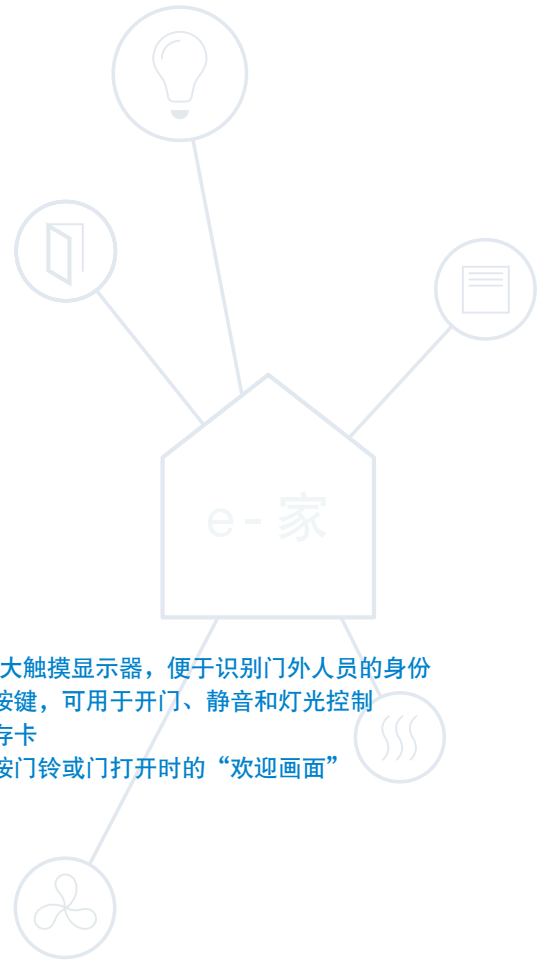 e-家
大触摸显示器，便于识别门外人员的身份
按键，可用于开门、静音和灯光控制
存卡
按门铃或门打开时的“欢迎画面”